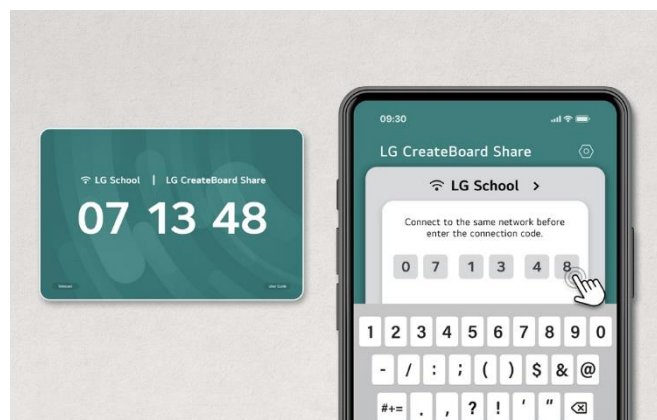 LG School | LG CreateBoard Share
07 13 48
User Guide
09:30
LG CreateBoard Share
LG School >
Connect to the same network before
enter the connection code.
0 7 1 3 4 8
1 2 3 4 5 6 7 8 9 0
- / : ; ( ) $ & @
#+= . , ? ! ' "